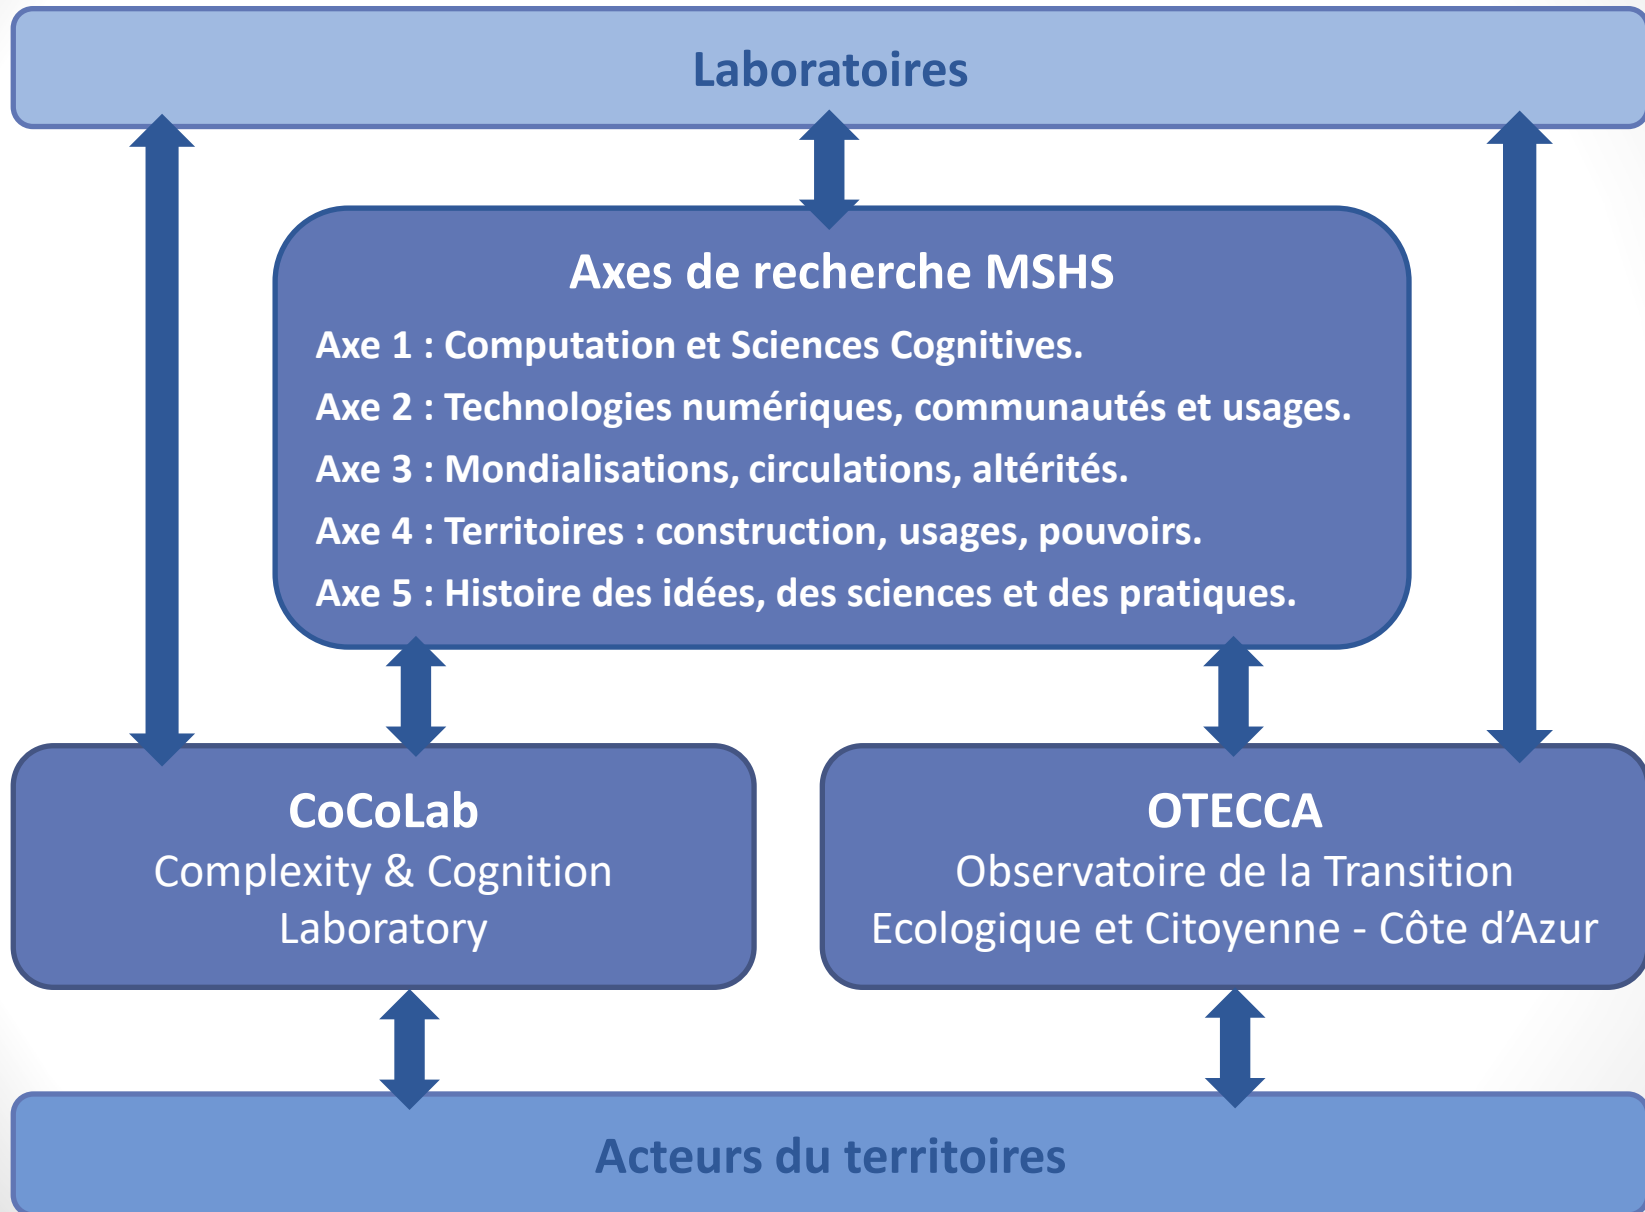 Laboratoires
Axes de recherche MSHS
Axe 1 : Computation et Sciences Cognitives.
Axe 2 : Technologies numériques, communautés et usages.
Axe 3 : Mondialisations, circulations, altérités.
Axe 4 : Territoires : construction, usages, pouvoirs.
Axe 5 : Histoire des idées, des sciences et des pratiques.
CoCoLab
Complexity & Cognition
Laboratory
OTECCA
Observatoire de la Transition
Ecologique et Citoyenne - Côte d’Azur
Acteurs du territoires